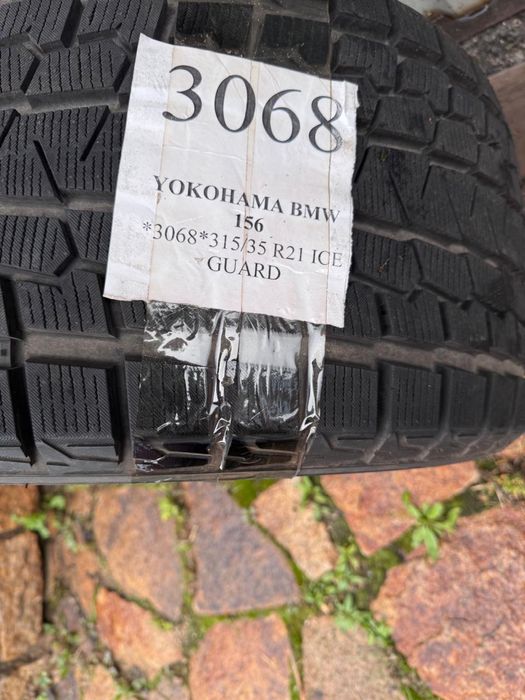 3068
YOKOHAMA BMW
156
*3068*315/35 R21 ICE
GUARD